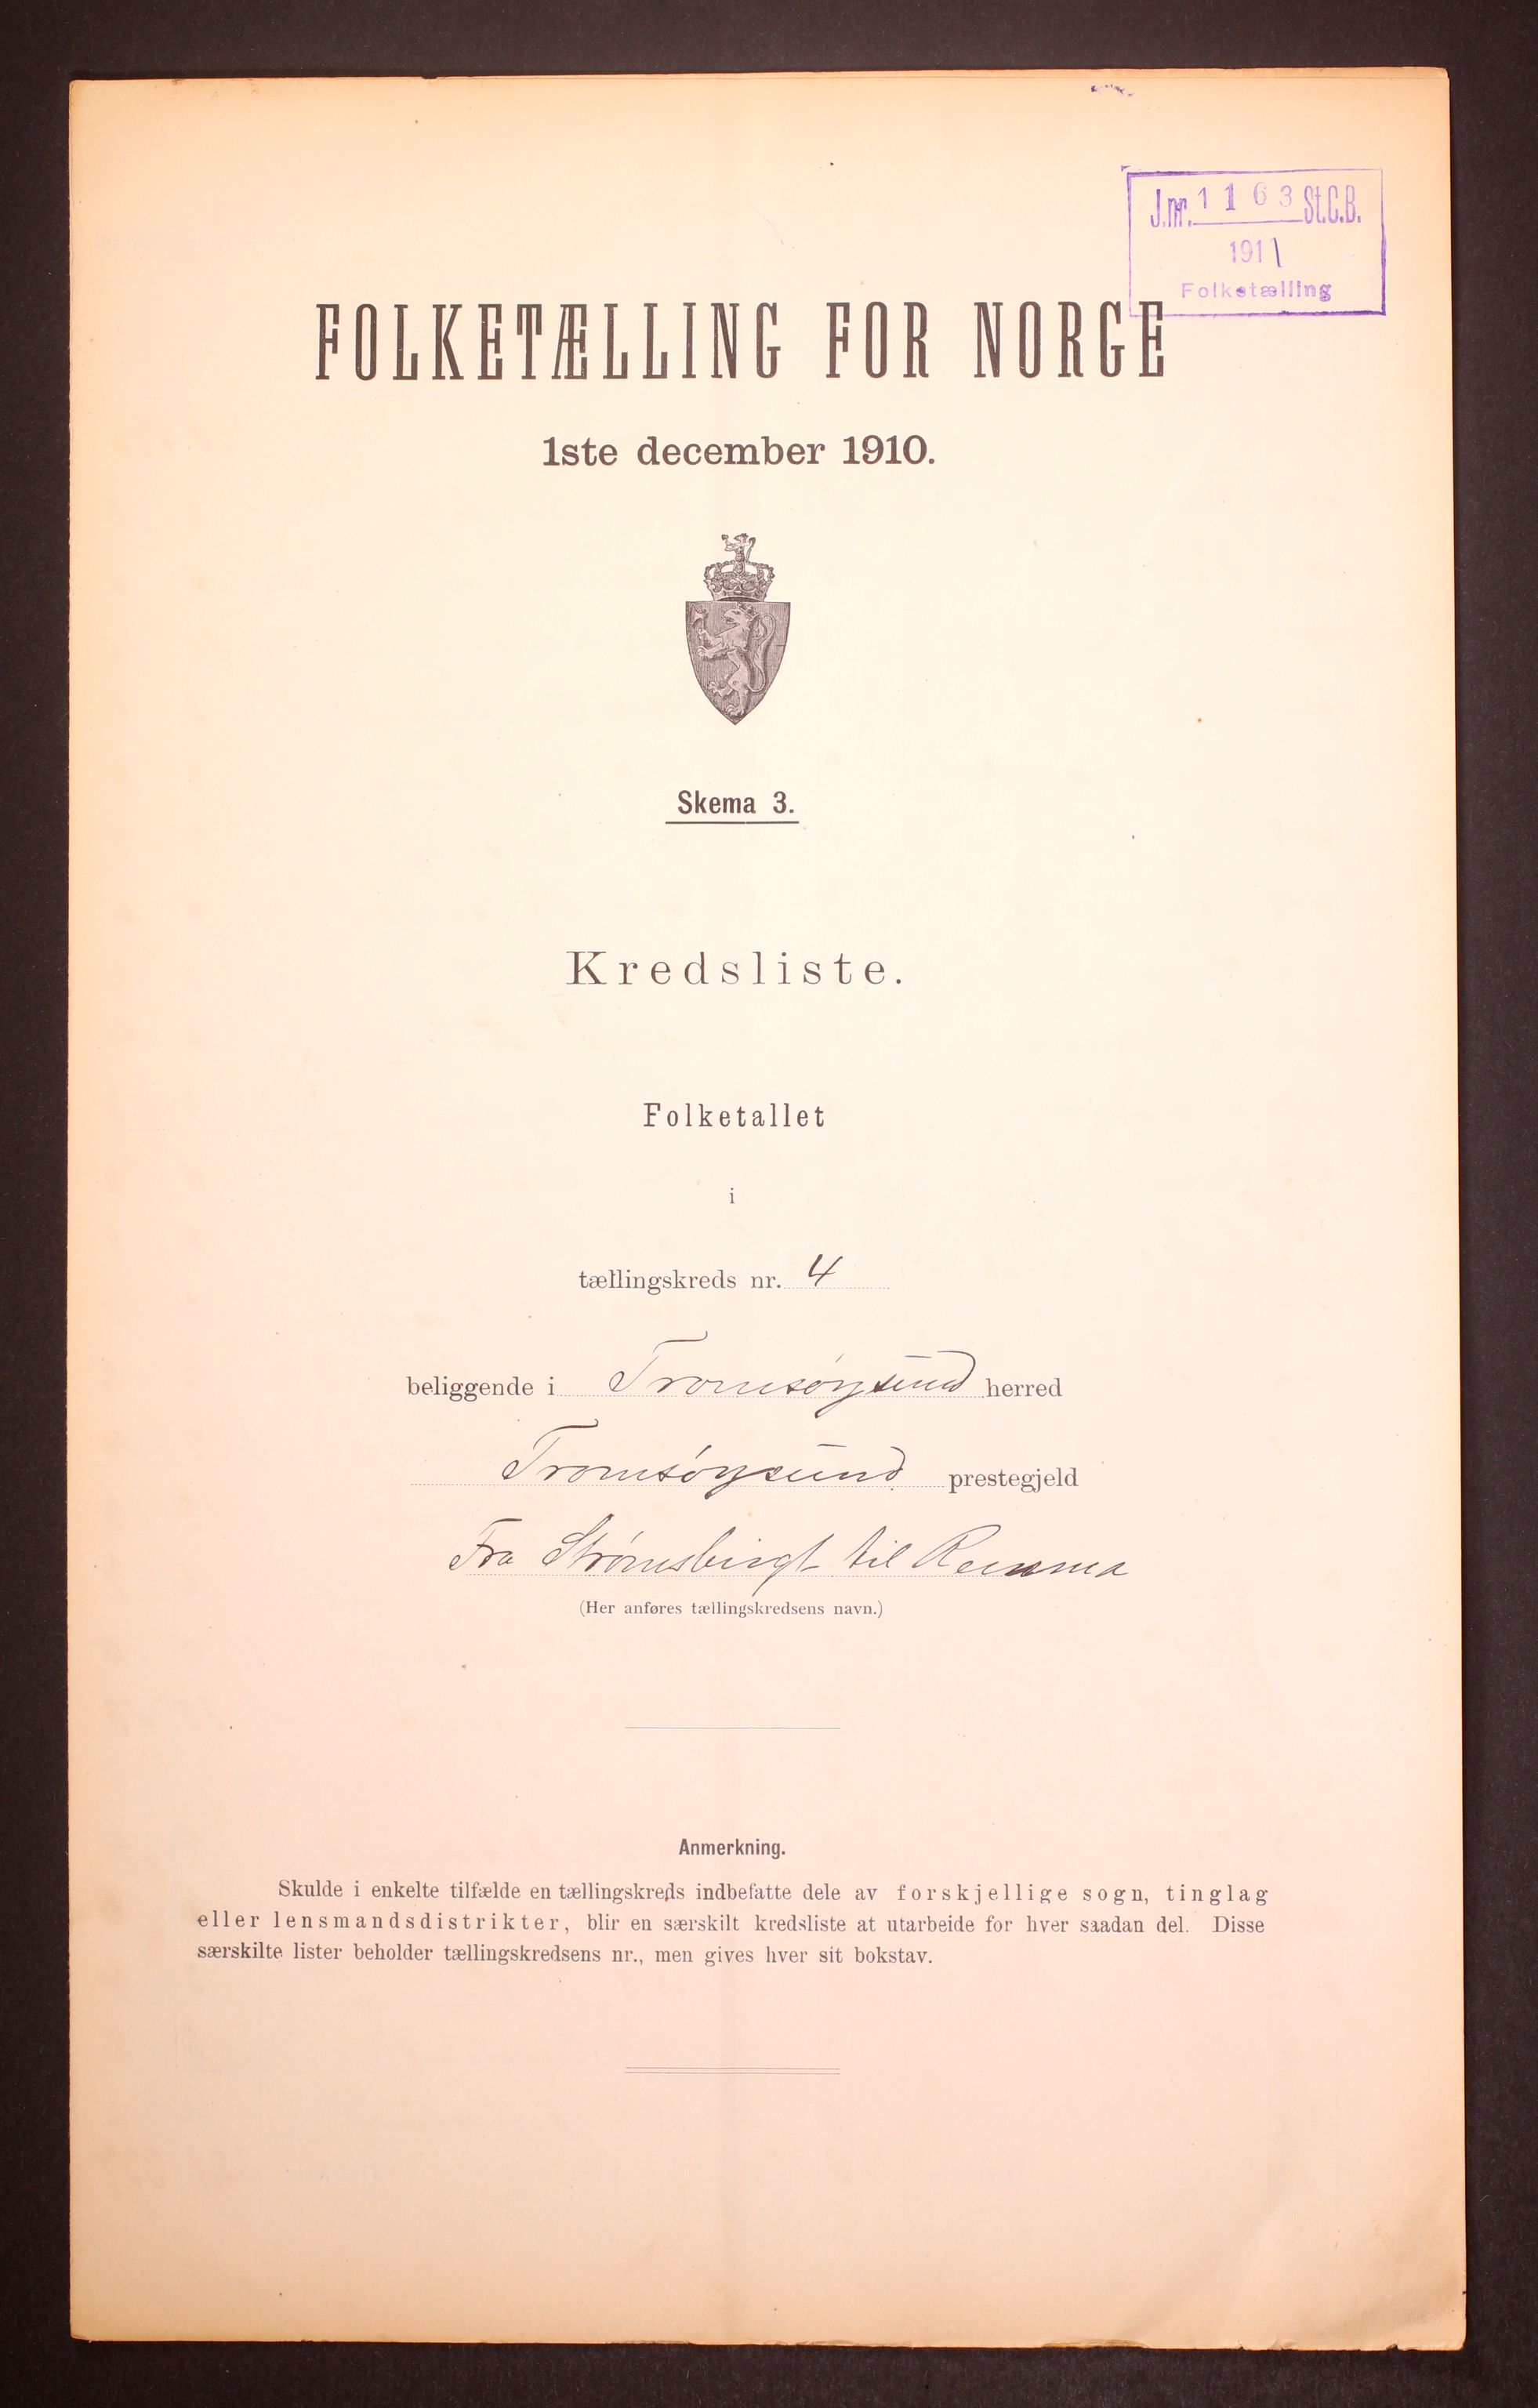 J.nr. 1163 St.C.B.
1911
Folketælling
FOLKETÆLLING FOR NORGE
1ste december 1910.
Skema 3.
Kredsliste.
Folketallet
i
tællingskreds nr. 4
beliggende i Tromsøysund herred
Tromsøysund prestegjeld
Fra Strømsbugt til
(Her anføres tællingskredsens navn.)
Anmerkning.
Skulde i enkelte tilfælde en tællingskreds indbefatte dele av forskjellige sogn, tinglag
eller lensmandsdistrikter, blir en særskilt kredsliste at utarbeide for hver saadan del. Disse
særskilte lister beholder tællingskredsens nr., men gives hver sit bokstav.